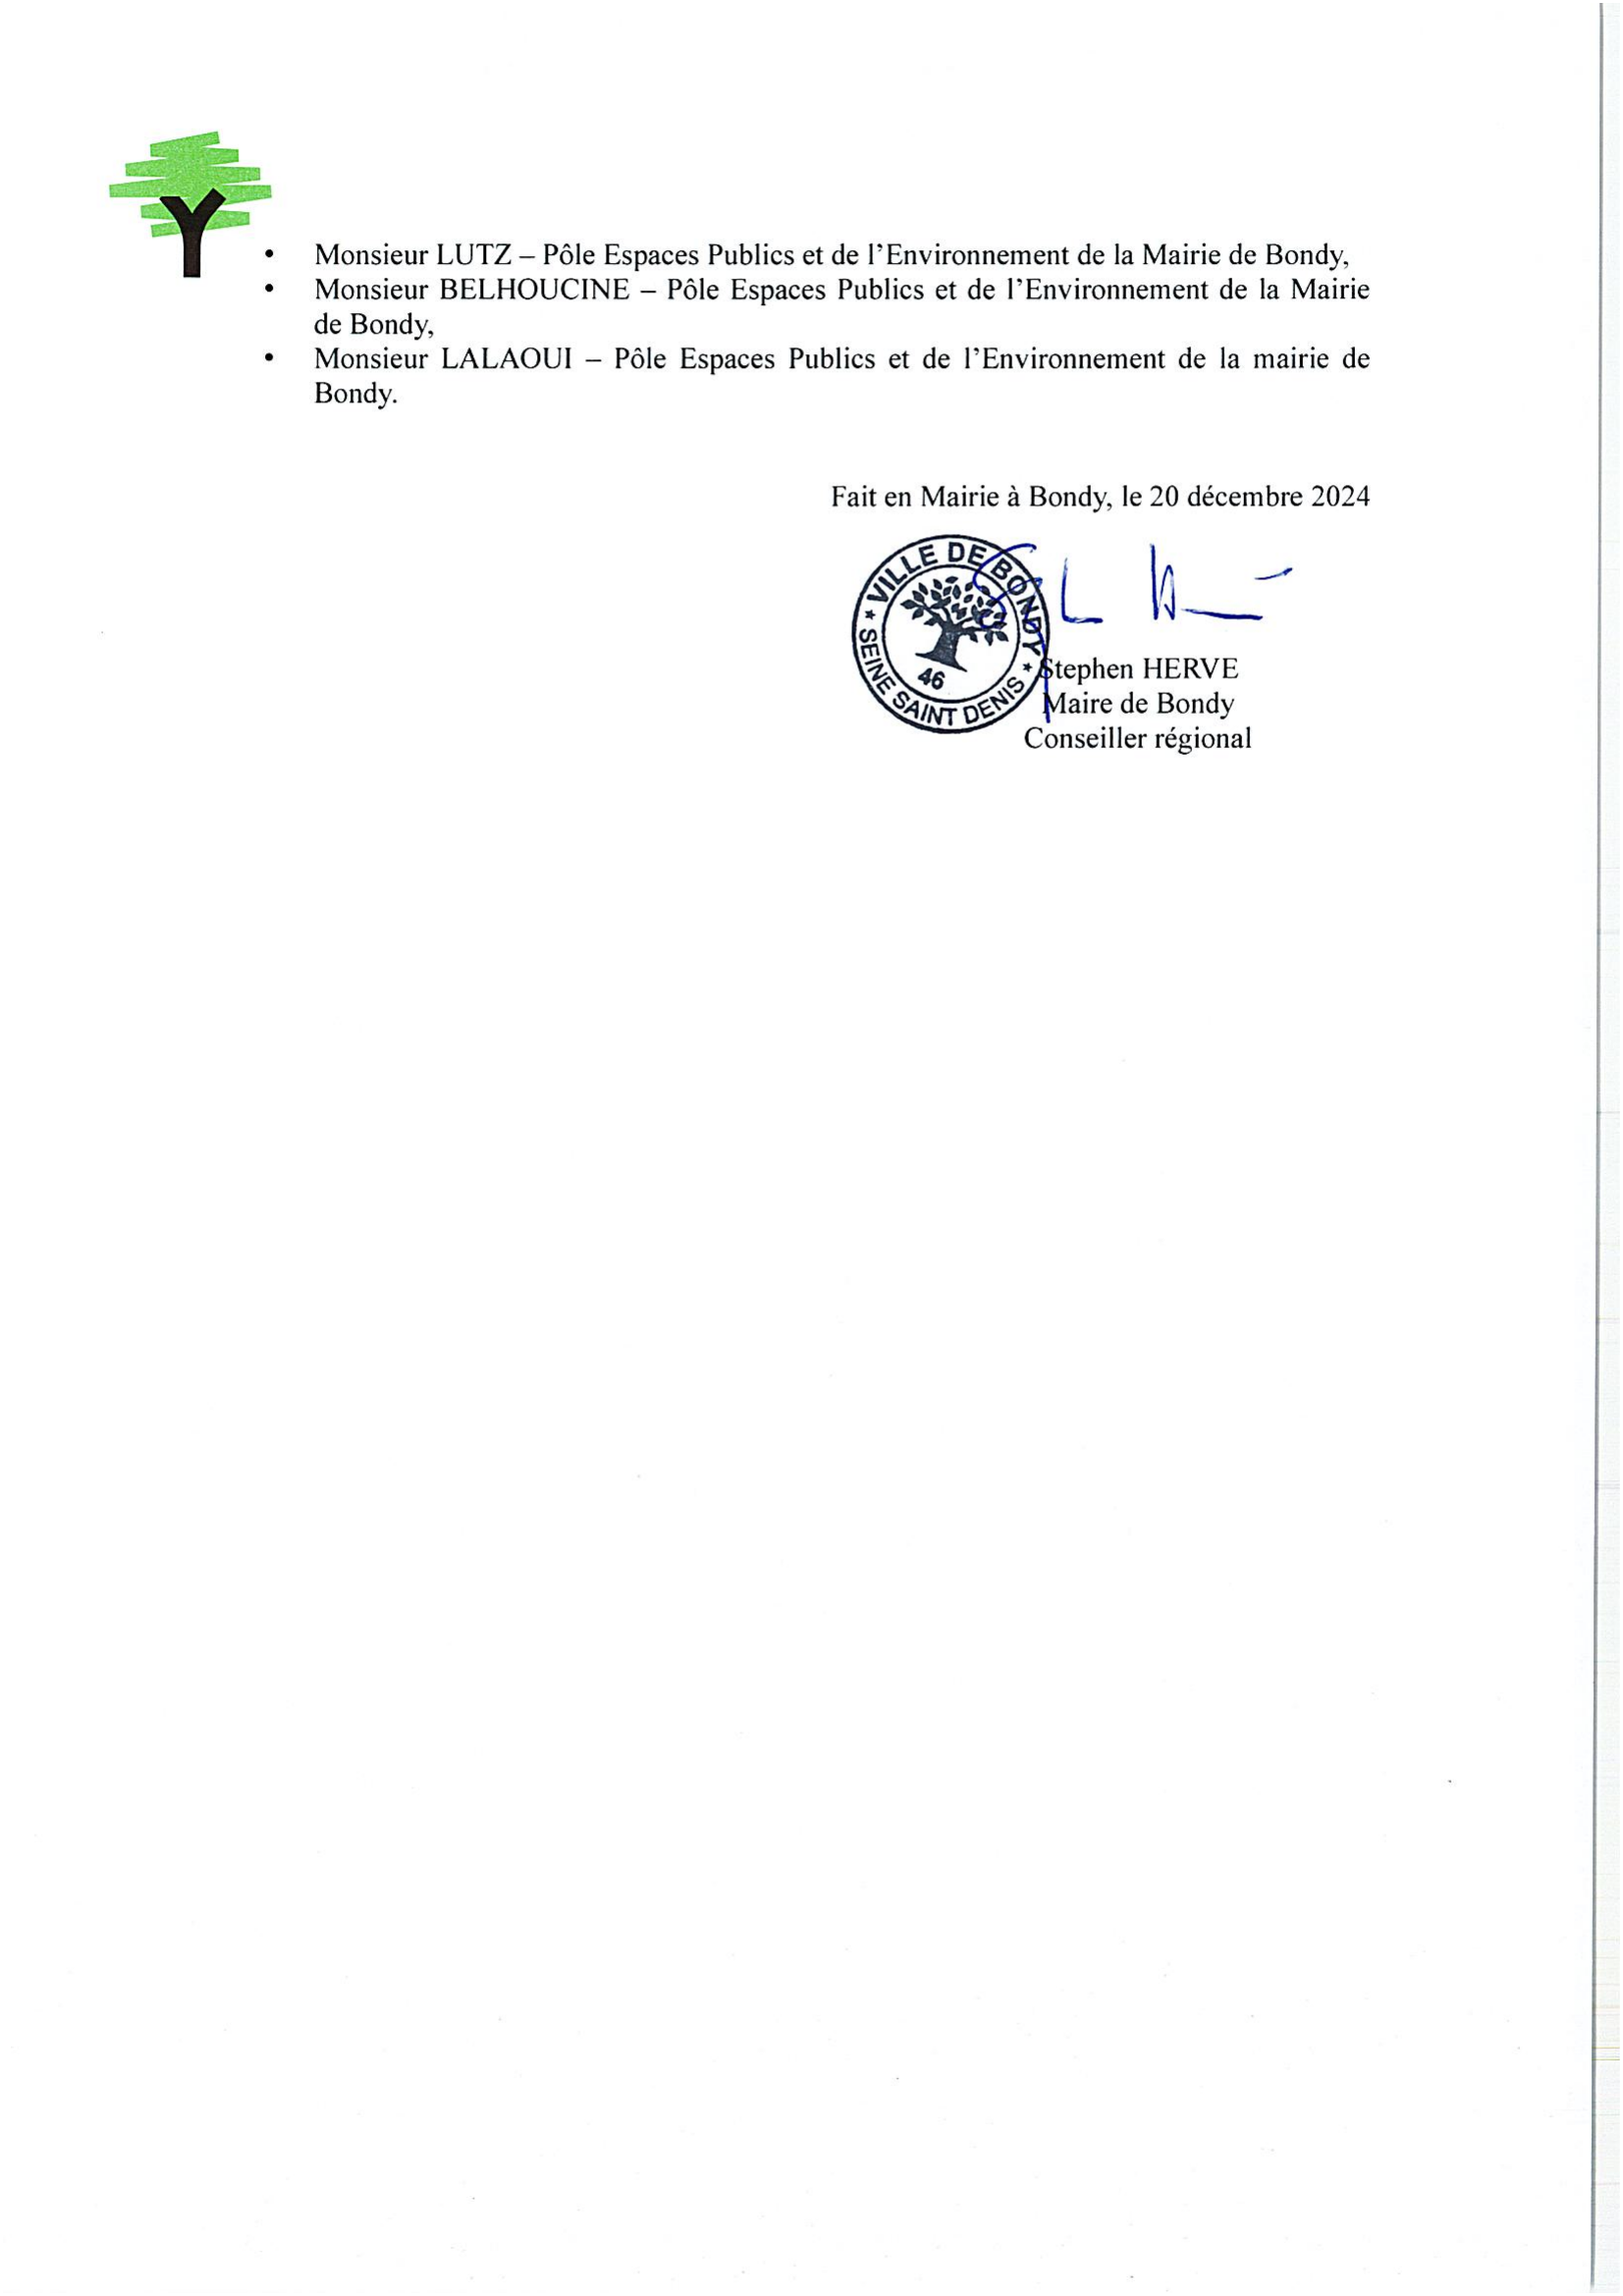 • Monsieur LUTZ – Pôle Espaces Publics et de l’Environnement de la Mairie de Bondy,
• Monsieur BELHOUCINE – Pôle Espaces Publics et de l’Environnement de la Mairie
de Bondy,
• Monsieur LALAOUI – Pôle Espaces Publics et de l’Environnement de la mairie de
Bondy.
Fait en Mairie à Bondy, le 20 décembre 2024
* VILLE DE BONDY *
SEINE SAINT DENIS
46
Stephen HERVE
Maire de Bondy
Conseiller régional